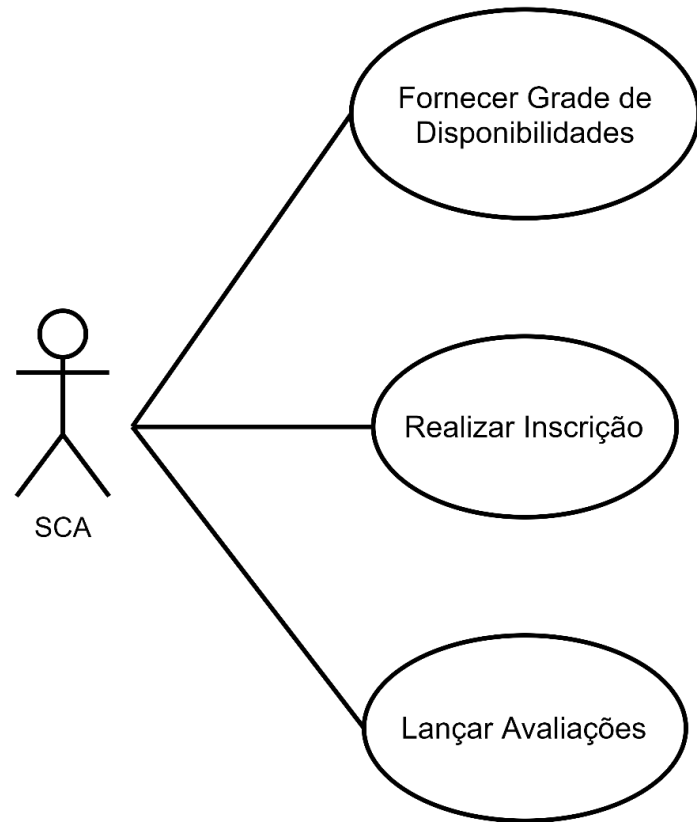 Fornecer Grade de
Disponibilidades
Realizar Inscrição
SCA
Lançar Avaliações